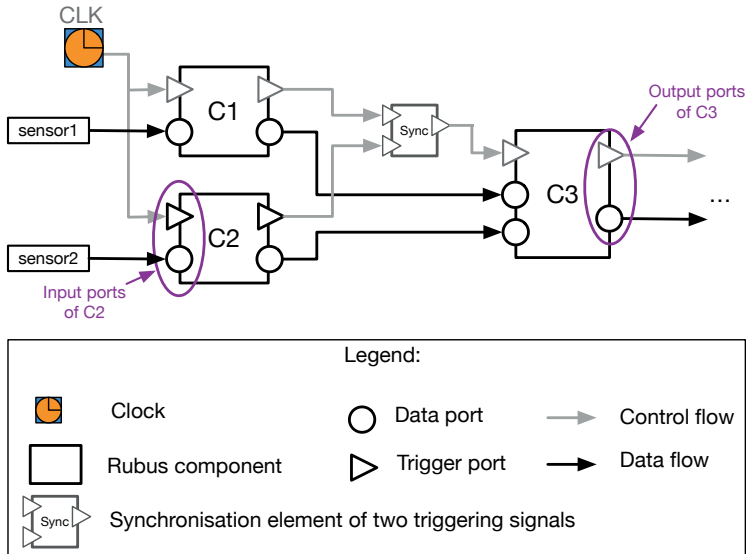 CLK
sensor1
C1
Sync
Output ports
of C3
C3
...
C2
sensor2
Input ports
of C2
Legend:
Clock
Data port
Control flow
Rubus component
Trigger port
Data flow
Sync
Synchronisation element of two triggering signals